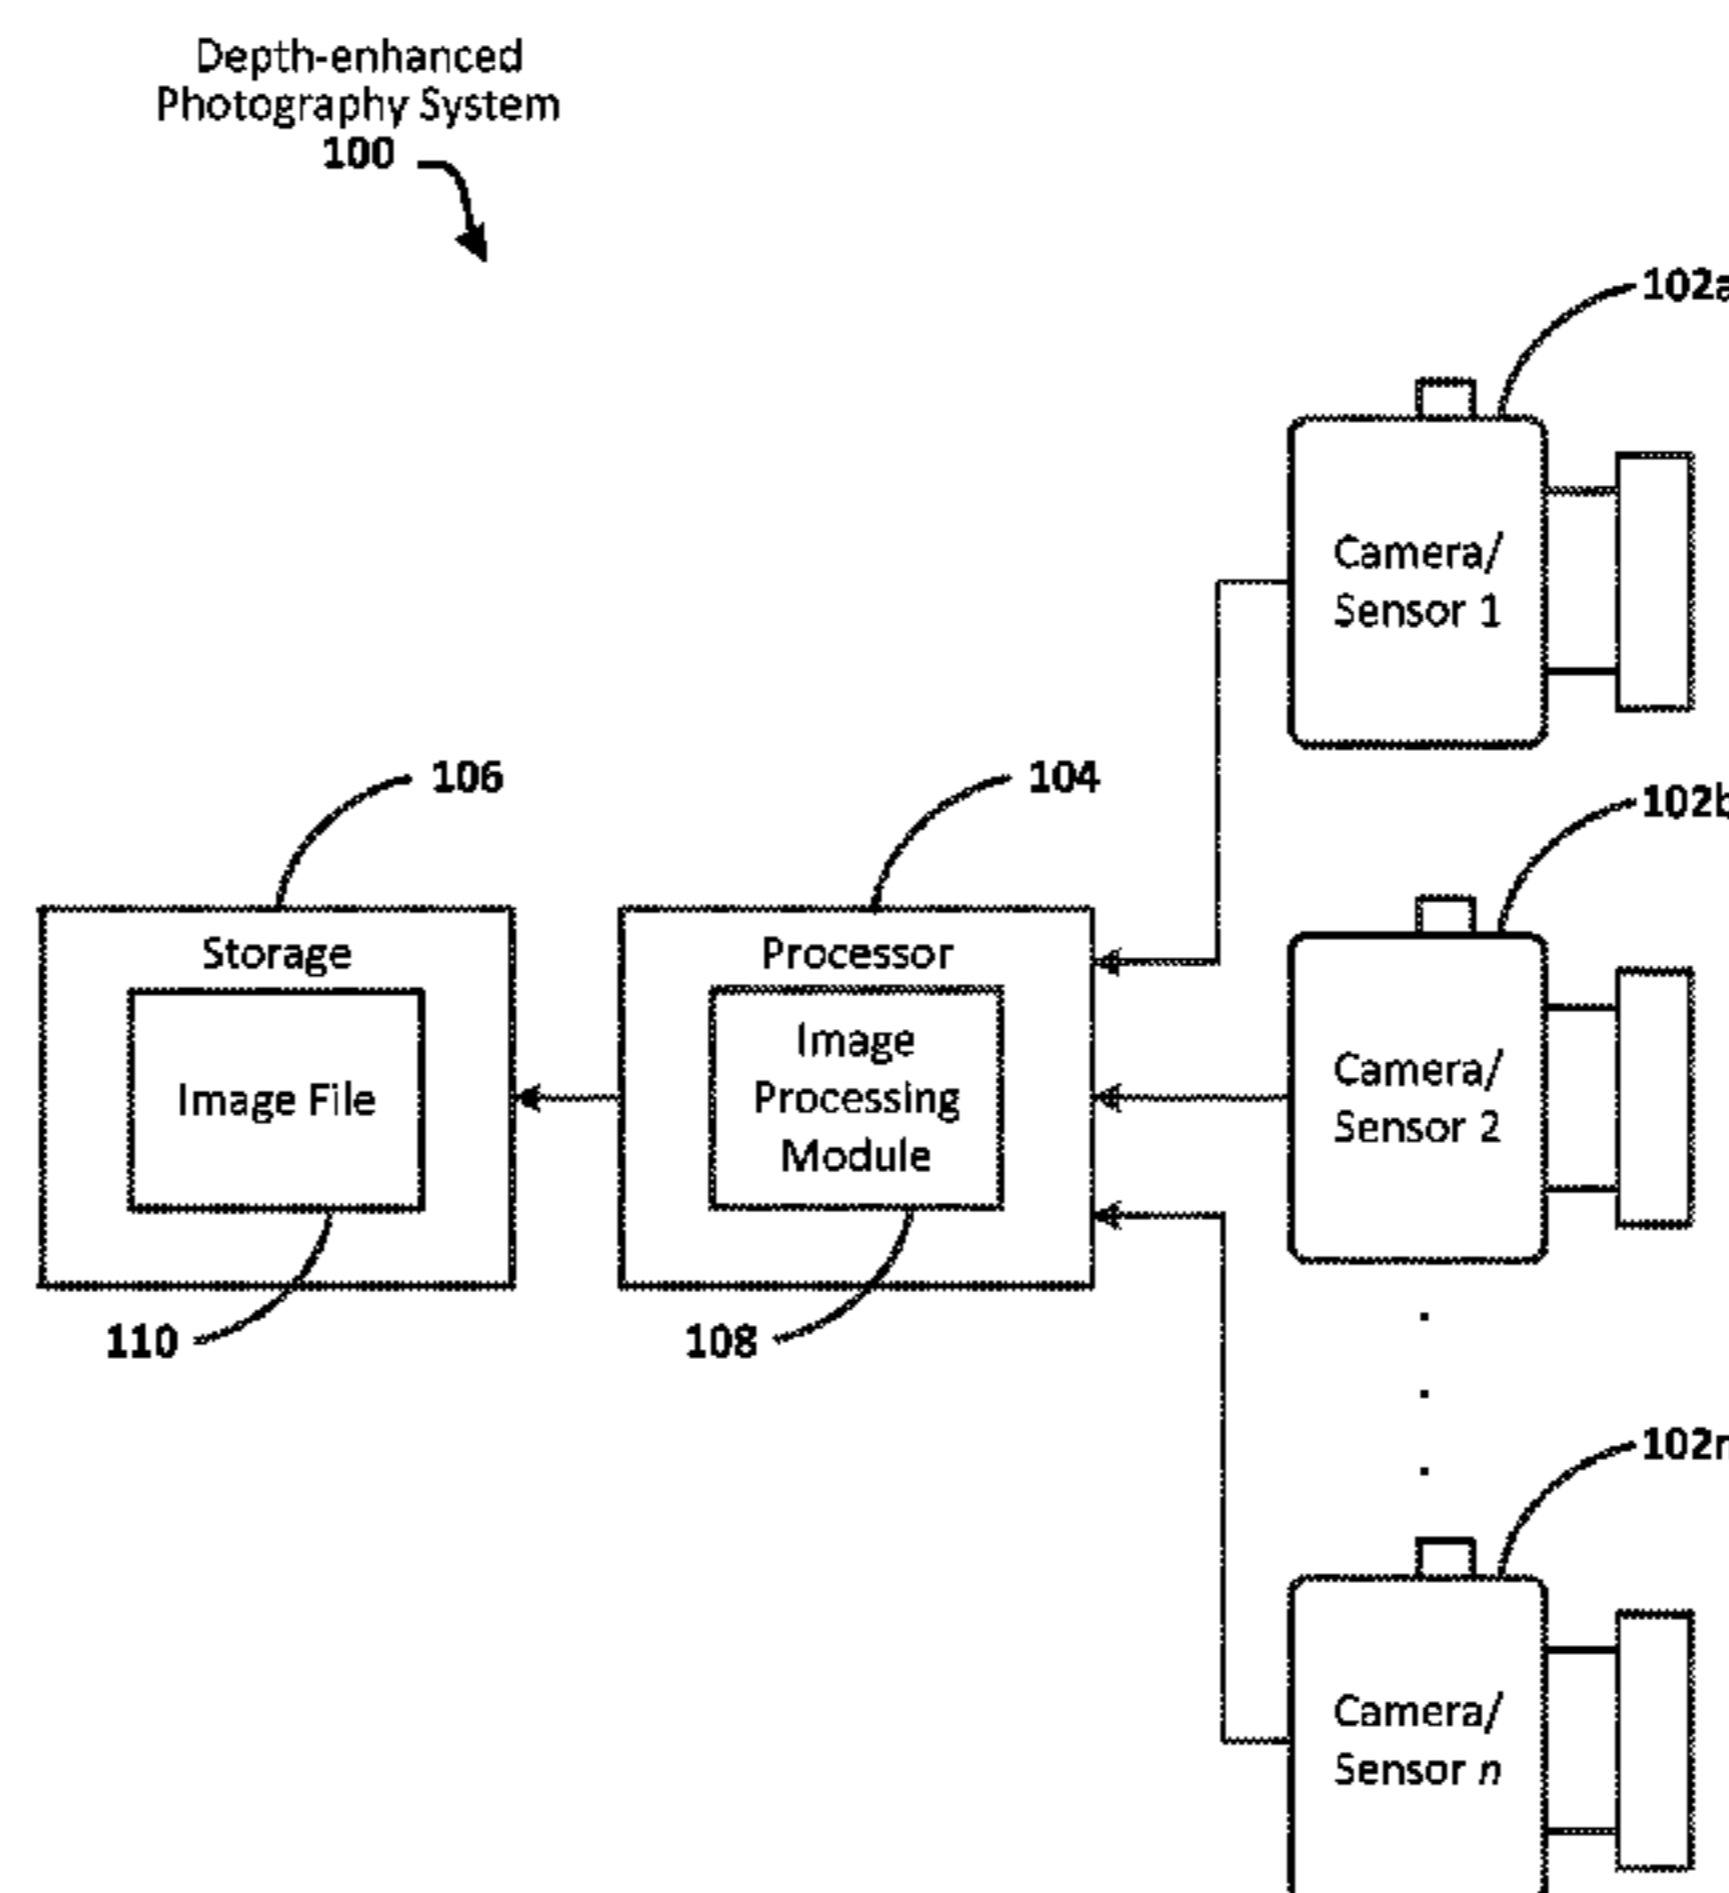 Depth-enhanced
Photography System
100
102a
Camera/
Sensor 1
106
104
102b
Storage
Processor
Image File
Image
Processing
Module
Camera/
Sensor 2
110
108
.
.
.
102n
Camera/
Sensor n